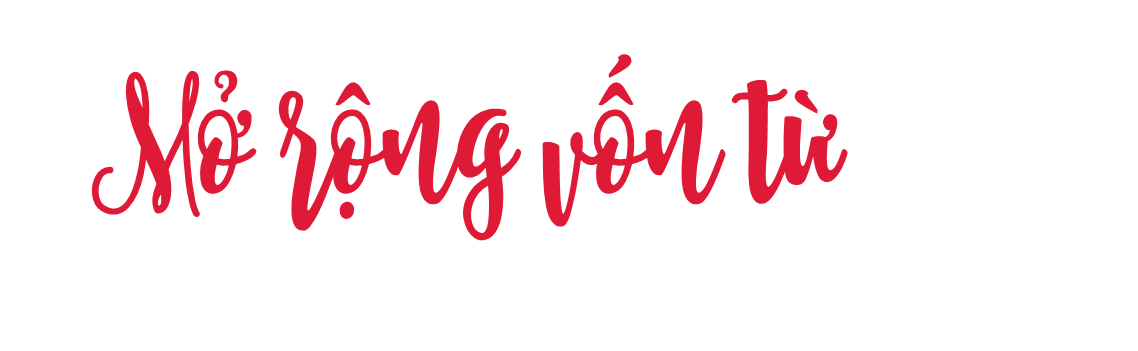 Mở rộng vốn từ